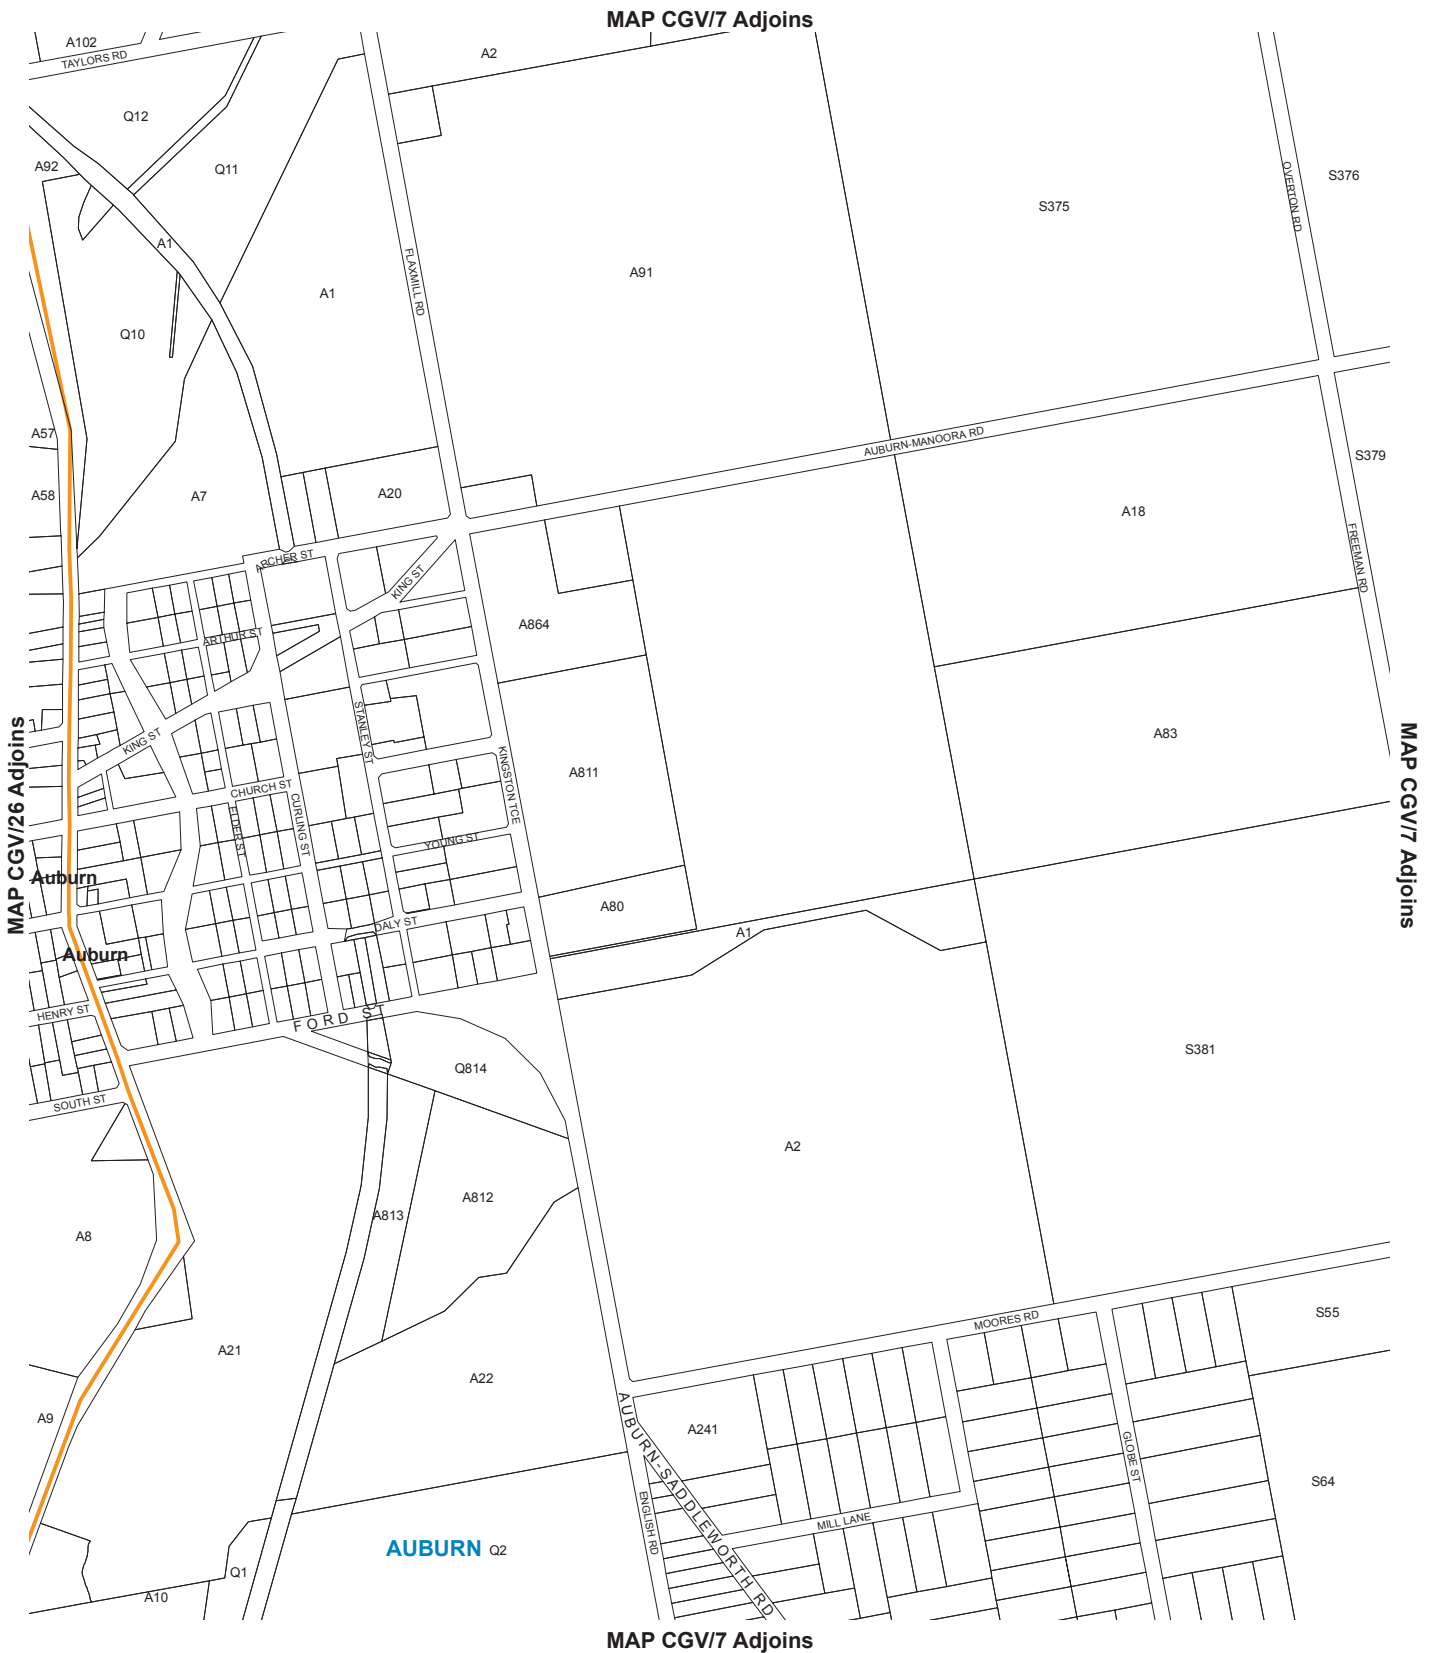 MAP CGV/7 Adjoins
A102
TAYLORS RD
A2
Q12
A92
Q11
S376
OVERTON RD
S375
A1
FLAXMILL RD
A91
A1
Q10
A57
AUBURN-MANOORA RD
S379
A58
A7
A20
A18
FREEMAN RD
ARCHER ST
KING ST
A864
ARTHUR ST
STANLEY ST
KING ST
MAP CGV/26 Adjoins
KINGSTON TCE
A83
MAP CGV/7 Adjoins
A811
CHURCH ST
ELDER ST
CURLING ST
YOUNG ST
Auburn
A80
DALY ST
A1
Auburn
HENRY ST
FORD ST
S381
Q814
SOUTH ST
A2
A812
A813
A8
MOORES RD
S55
A21
A22
A9
AUBURN-SADDLEWORTH RD
A241
GLOBE ST
S64
ENGLISH RD
MILL LANE
AUBURN
Q2
Q1
A10
MAP CGV/7 Adjoins